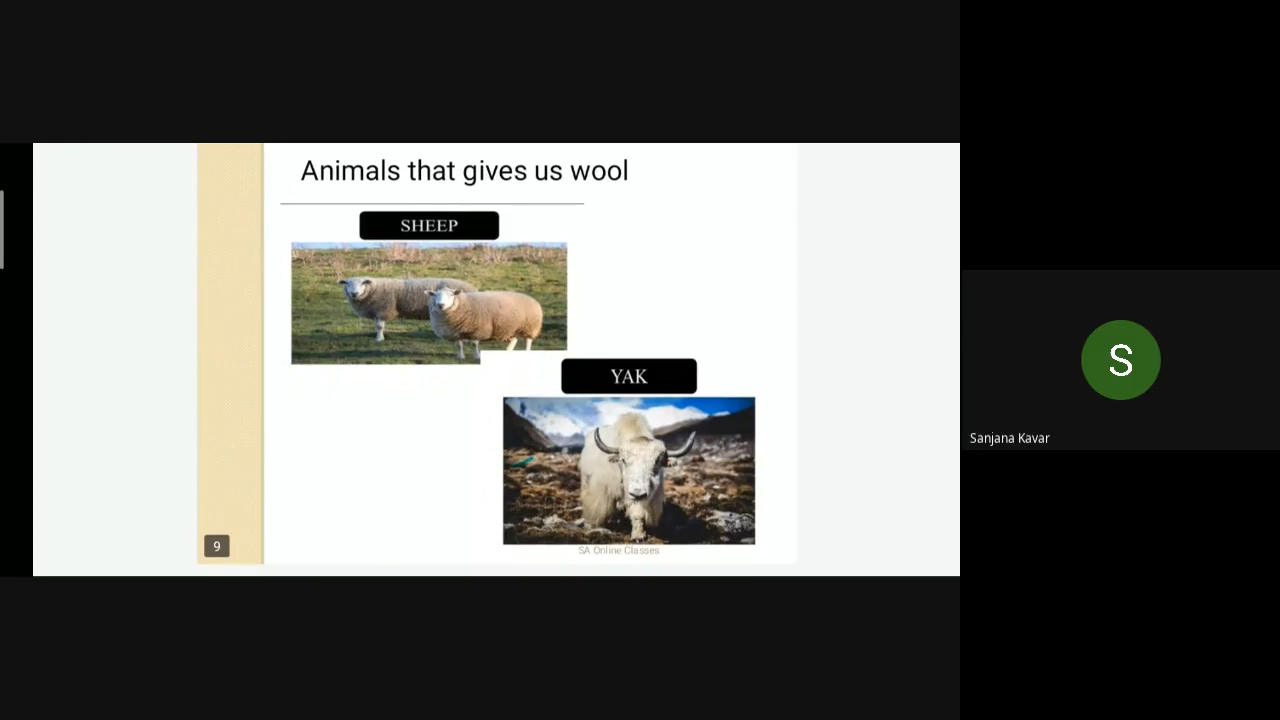 Animals that gives us wool
SHEEP
YAK
SA Online Classes
9
S
Sanjana Kavar